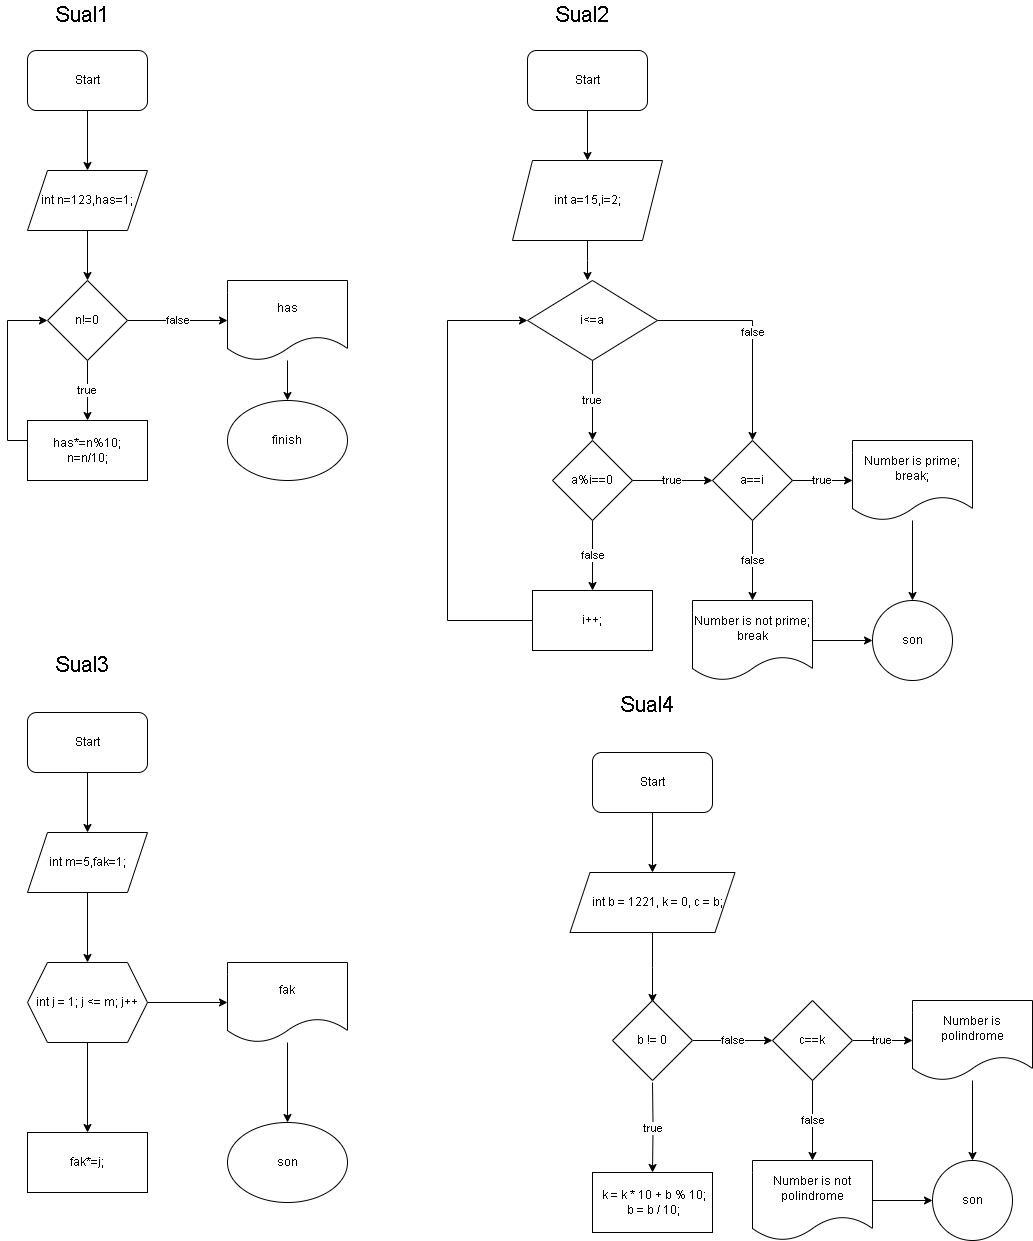 Sual1
Start
int n=123,has=1;
n!=0
false
has
true
has*=n%10;
n=n/10;
finish
Sual2
Start
int a=15,i=2;
i<=a
false
true
a%i==0
true
a==i
true
Number is prime;
break;
false
false
i++;
Number is not prime;
break
son
Sual3
Start
int m=5,fak=1;
int j = 1; j <= m; j++
fak
fak*=j;
son
Sual4
Start
int b = 1221, k = 0, c = b;
b != 0
false
c==k
true
Number is
polindrome
true
false
k = k * 10 + b % 10;
b = b / 10;
Number is not
polindrome
son